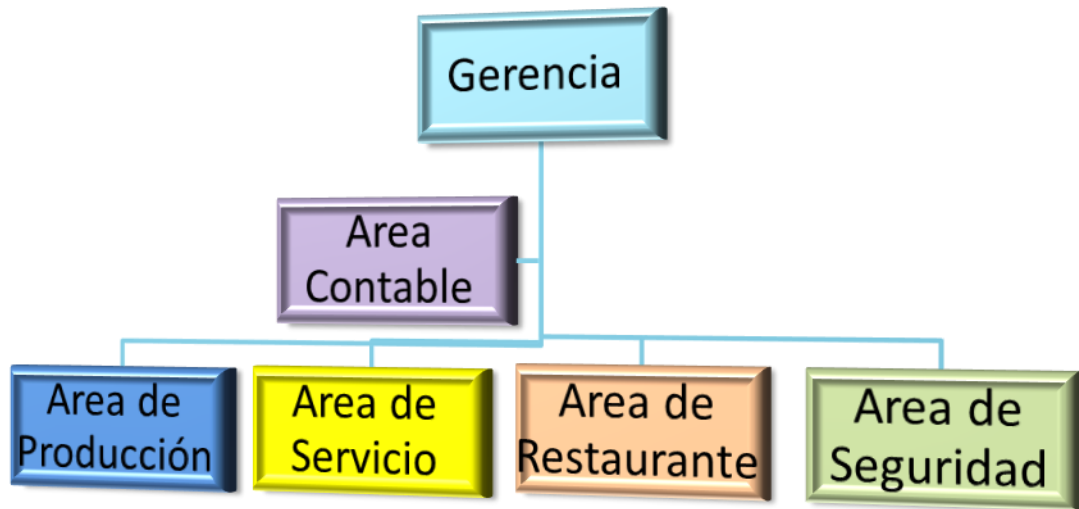 Gerencia
Area
Contable
Area de
Producción
Area de
Servicio
Area de
Restaurante
Area de
Seguridad